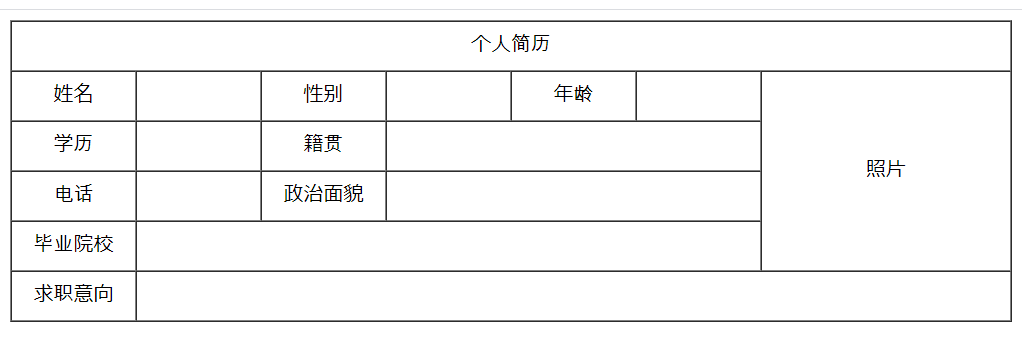 个人简历
姓名 性别 年龄
学历 籍贯 照片
电话 政治面貌
毕业院校
求职意向